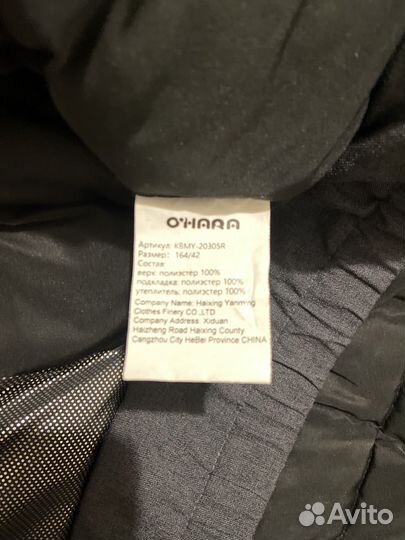 O'HARA
Артикул: KBMY-20305R
Размер: 164/42
Состав:
верх: полиэстер 100%
подкладка: полиэстер 100%
утеплитель: полиэстер 100%
Company Name: Haixing Yanming
Clothes Finery CO.,LTD
Company Address: Xiduan
Haizheng Road Haixing County
Cangzhou City HeBei Province CHINA
Avito